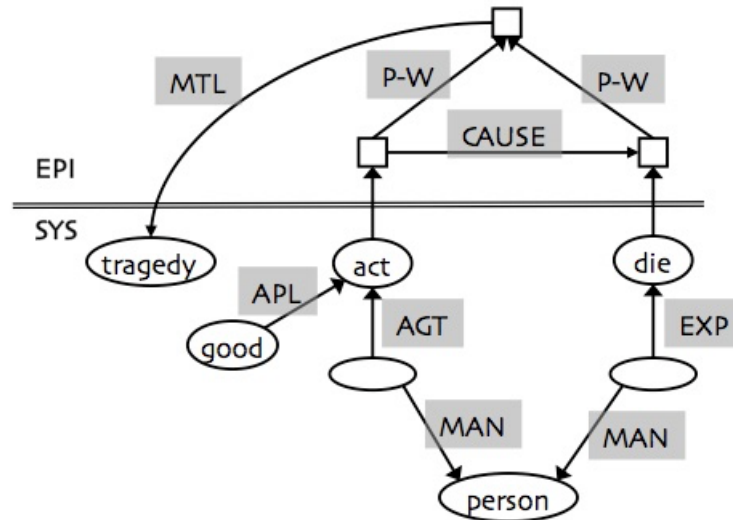 MTL
P-W
P-W
CAUSE
EPI
SYS
tragedy
act
die
APL
good
AGT
EXP
MAN
MAN
person